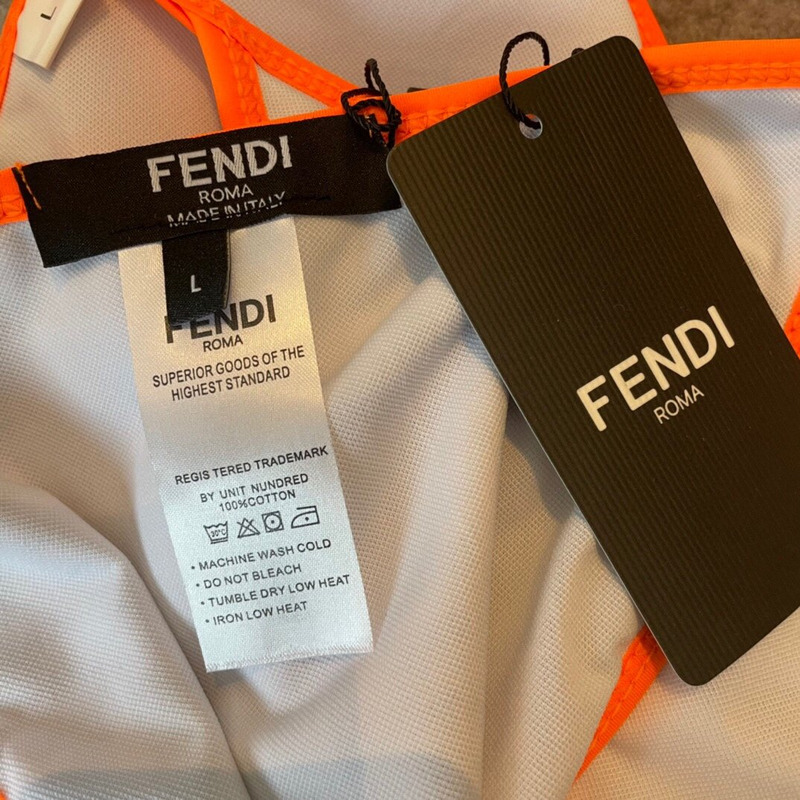 L
FENDI
ROMA
MADE IN ITALY
L
FENDI
ROMA
SUPERIOR GOODS OF THE
HIGHEST STANDARD
REGIS TERED TRADEMARK
BY UNIT NUNDRED
100%COTTON
30°C
• MACHINE WASH COLD
• DO NOT BLEACH
• TUMBLE DRY LOW HEAT
• IRON LOW HEAT
FENDI
ROMA